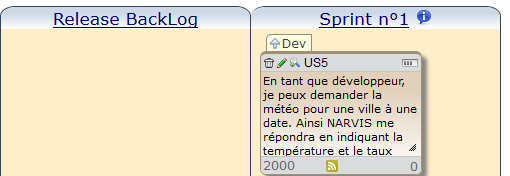 Release BackLog
Sprint n°1
Dev
US5
En tant que développeur,
je peux demander la
météo pour une ville à une
date. Ainsi NARVIS me
répondra en indiquant la
température et le taux
2000
0